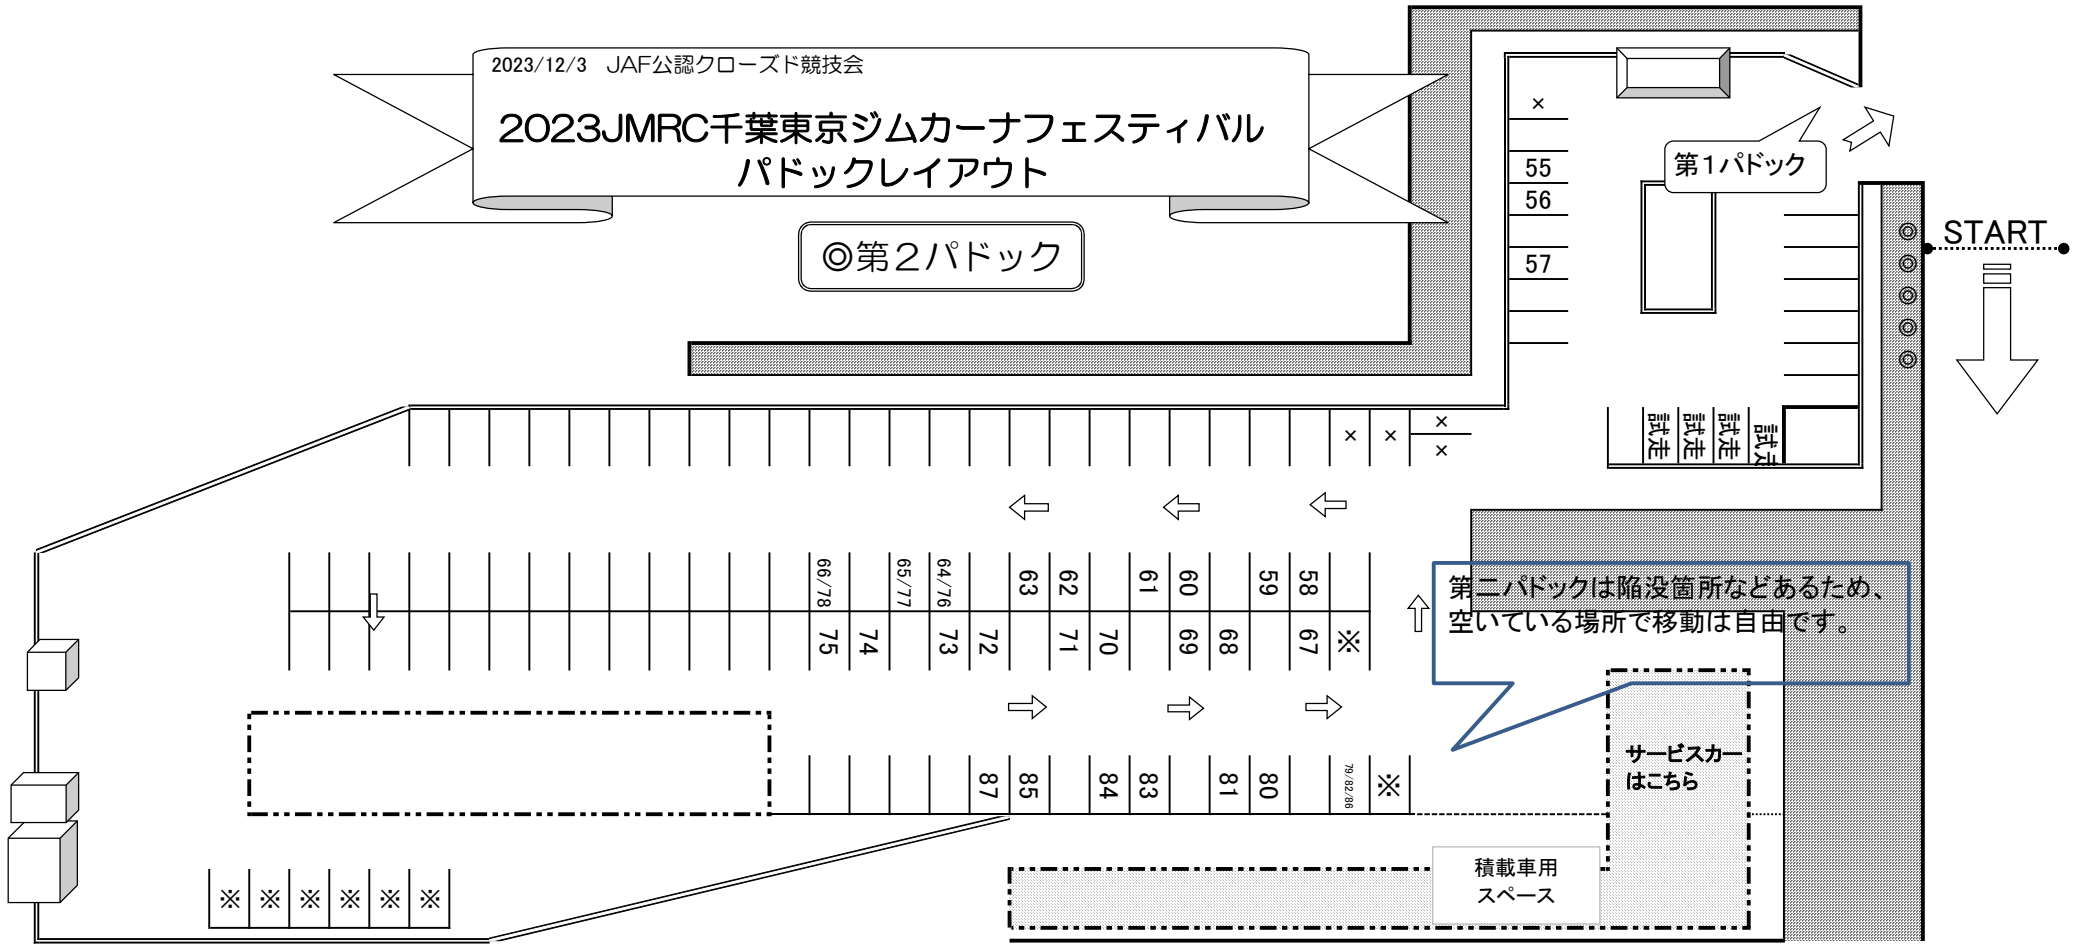 2023/12/3 JAF公認クローズド競技会
2023JMRC千葉東京ジムカーナフェスティバル
パドックレイアウト
◎第2パドック
×
55
56
57
第1パドック
◎
◎
◎
◎
◎
START
× × ×
×
試走 試走 試走 試走
66/78 65/77 64/76 63 62 61 60 59 58
75 74 73 72 71 70 69 68 67 ※
第二パドックは陥没箇所などあるため、
空いている場所で移動は自由です。
87 85 84 83 81 80 79/82/86 ※
サービスカー
はこちら
積載車用
スペース
※ ※ ※ ※ ※ ※